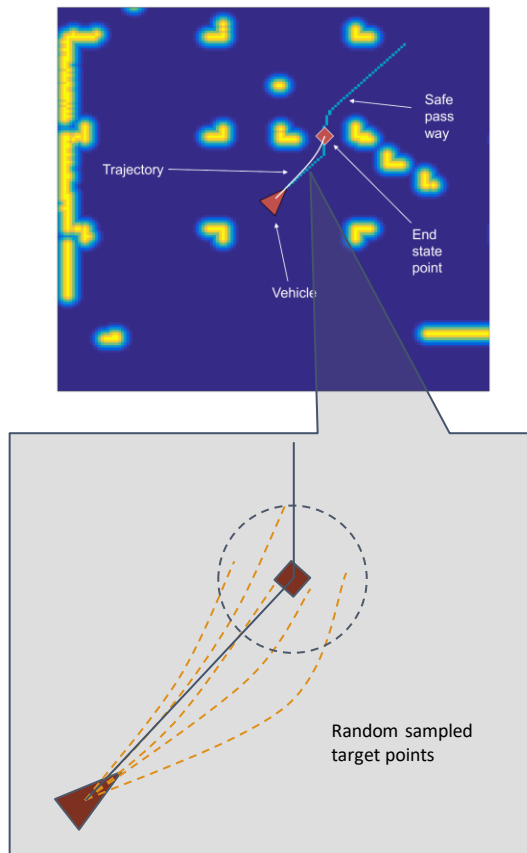 Safe
pass
way
Trajectory
End
state
point
Vehicle
Random sampled
target points